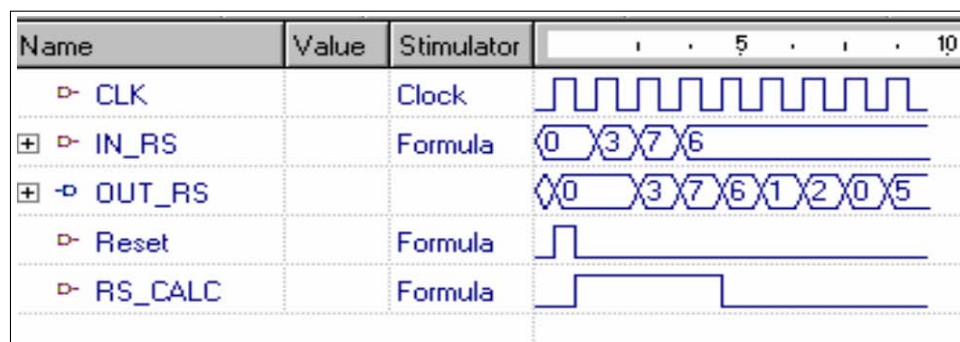 Name Value Stimulator 5 10
CLK Clock
IN_RS Formula 0 3 7 6
OUT_RS 0 3 7 6 1 2 0 5
Reset Formula
RS_CALC Formula